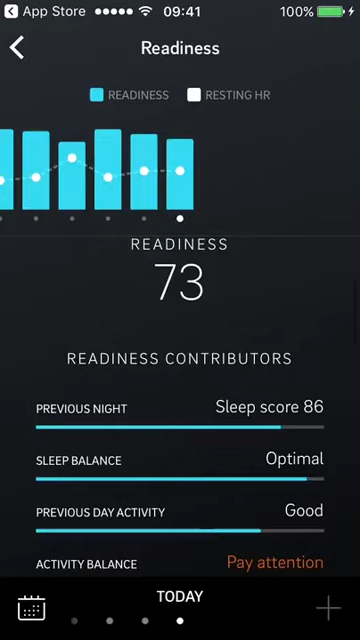 App Store 09:41 100%
Readiness
READINESS RESTING HR
READINESS
73
READINESS CONTRIBUTORS
PREVIOUS NIGHT Sleep score 86
SLEEP BALANCE Optimal
PREVIOUS DAY ACTIVITY Good
ACTIVITY BALANCE Pay attention
TODAY